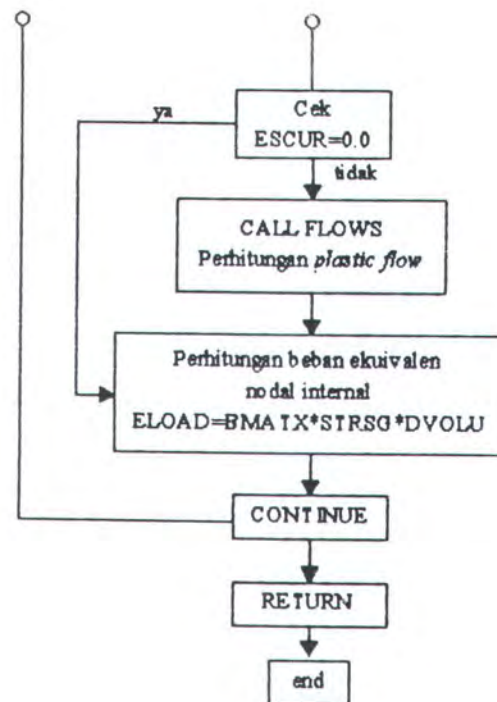 Cek
ya
ESCUR=0.0
tidak
CALL FLOWS
Perhitungan plastic flow
Perhitungan beban ekuivalen
nodal internal
ELOAD=BMATX*STRSG*DVOLU
CONTINUE
RETURN
end